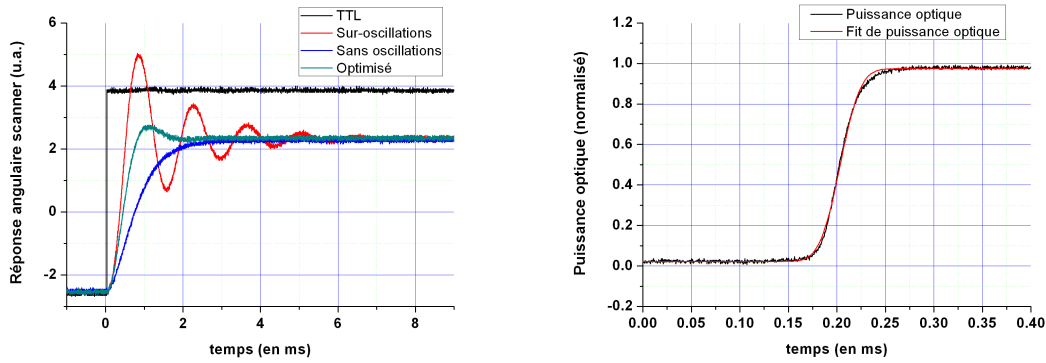 TTL
Sur-oscillations
Sans oscillations
Optimisé
6
4
2
0
-2
0
2
4
6
8
Réponse angulaire scanner (u.a.)
temps (en ms)
Puissance optique
Fit de puissance optique
1.2
1.0
0.8
0.6
0.4
0.2
0.0
-0.2
0.00
0.05
0.10
0.15
0.20
0.25
0.30
0.35
0.40
Puissance optique (normalisé)
temps (en ms)